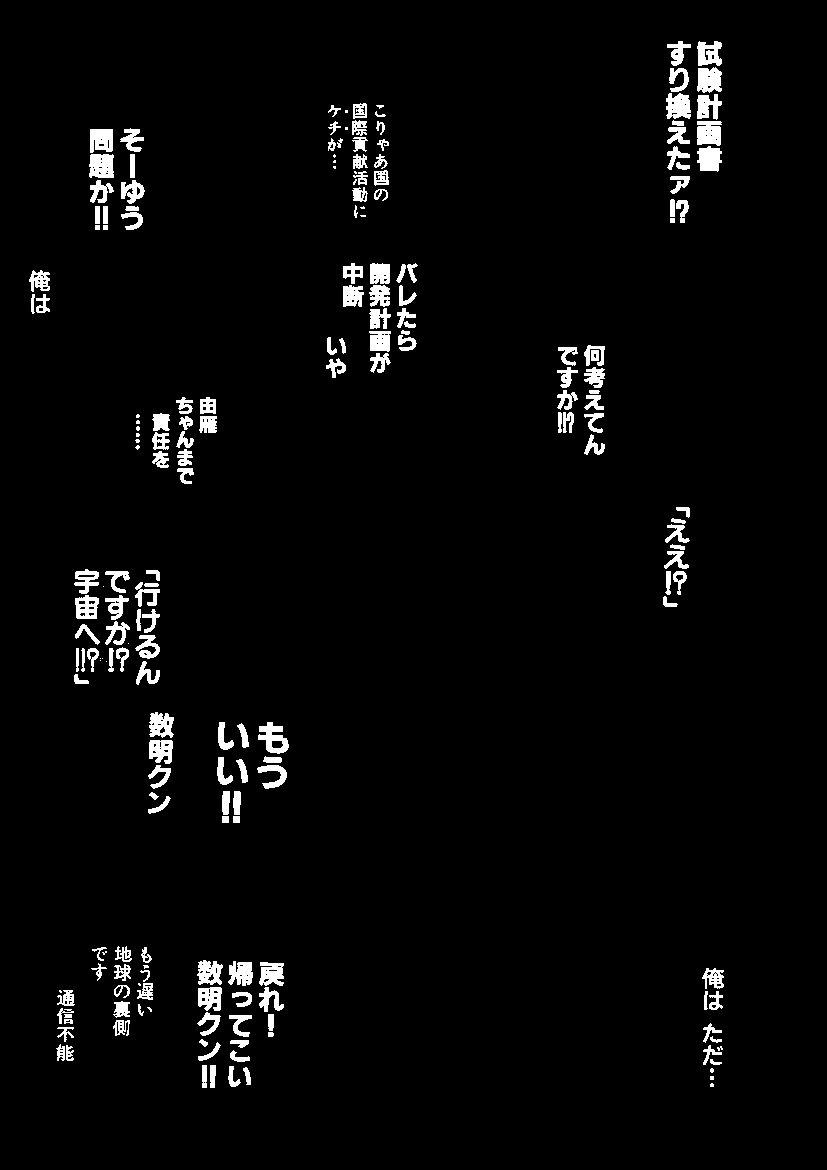 試験計画書
すり換えたァ!?
何考えてん
ですか!!?
「ええ!?」
こりゃあ国の
国際貢献活動に
ケチが…
バレたら
開発計画が
中断
いや
そーゆう
問題か!!
俺は
由雁
ちゃんまで
責任を
……
「行けるん
ですか!?
宇宙へ!!?」
もう
いい!!
数明クン
俺は ただ…
戻れ!
帰ってこい
数明クン!!
もう遅い
地球の裏側
です
通信不能